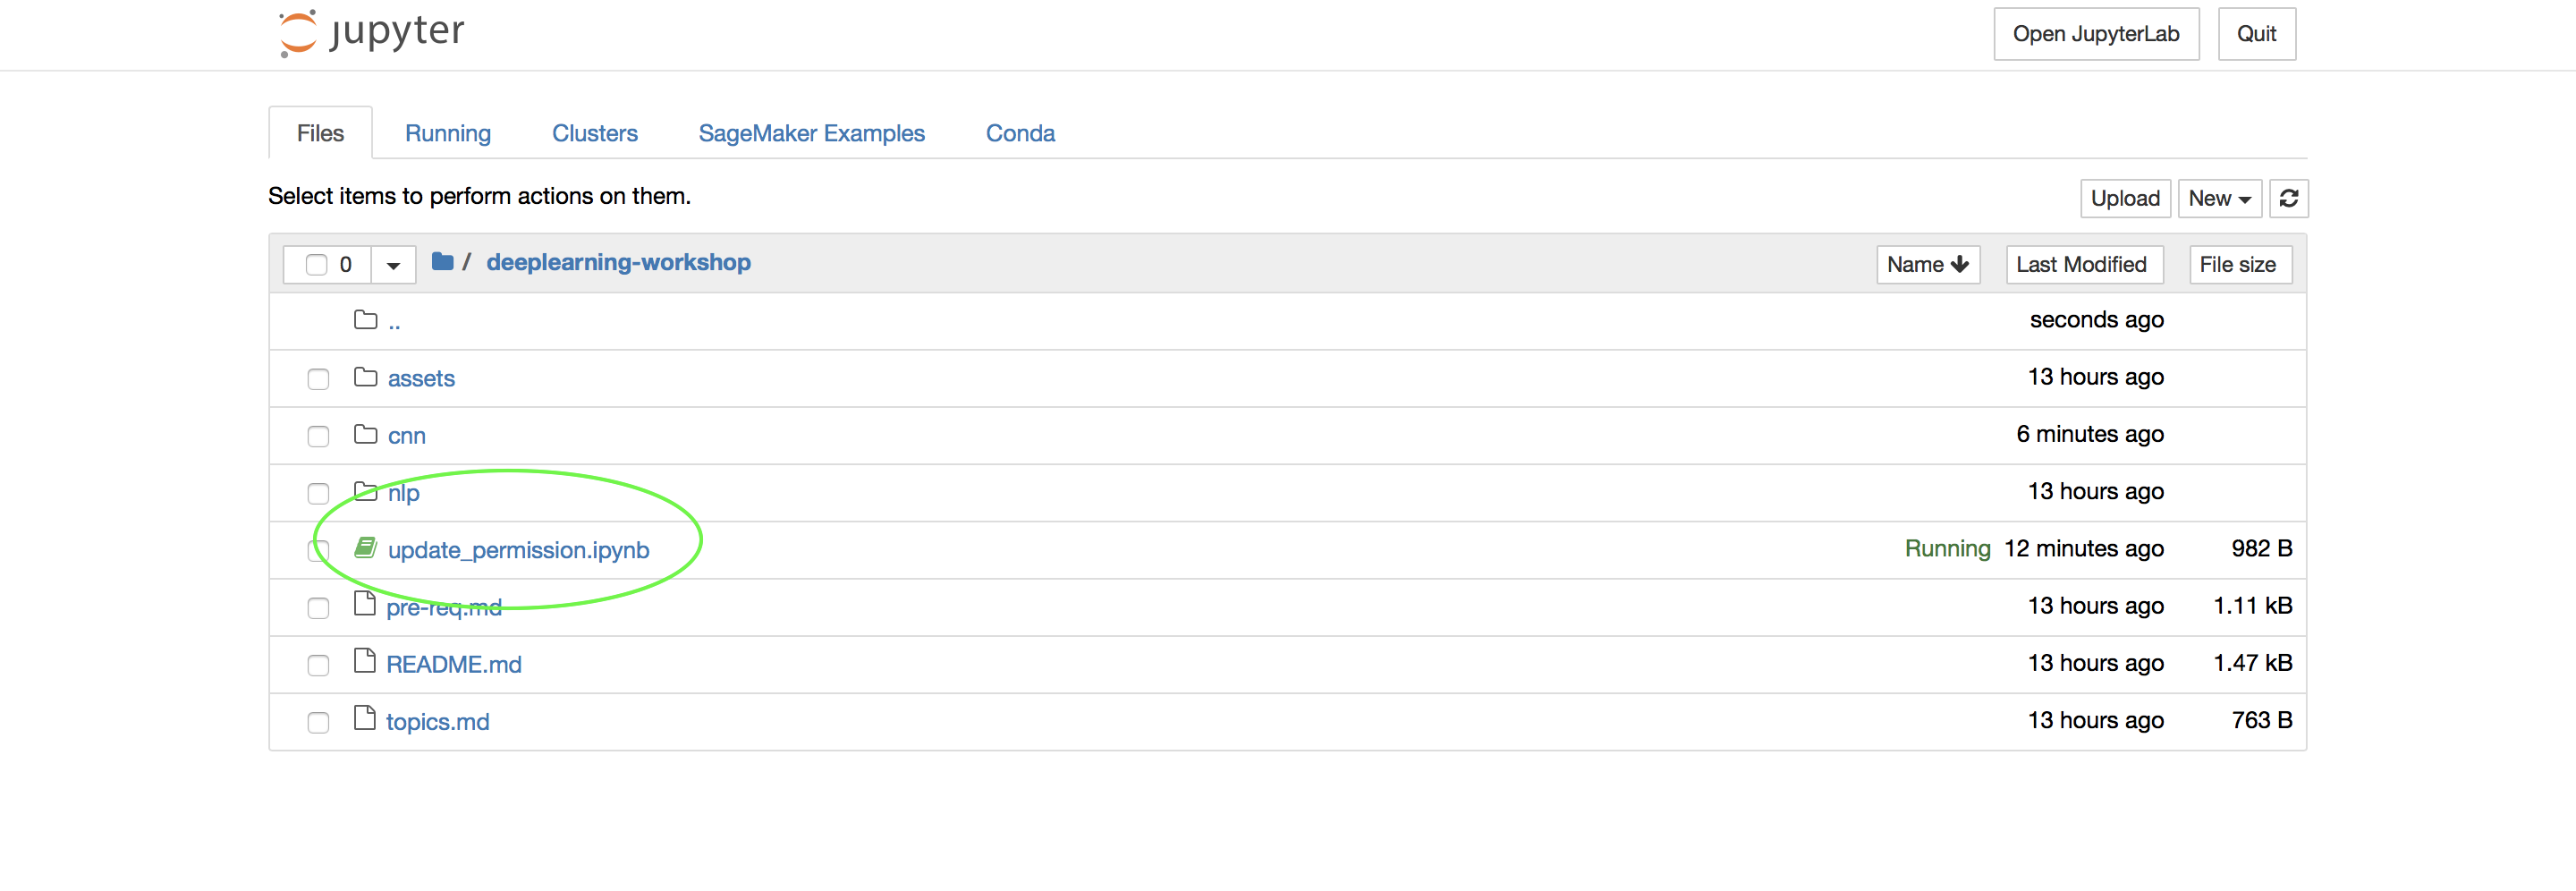 jupyter Open JupyterLab Quit
Files Running Clusters SageMaker Examples Conda
Select items to perform actions on them. Upload New
0 / deeplearning-workshop Name Last Modified File size
.. seconds ago
assets 13 hours ago
cnn 6 minutes ago
nlp 13 hours ago
update_permission.ipynb Running 12 minutes ago 982 B
pre-req.md 13 hours ago 1.11 kB
README.md 13 hours ago 1.47 kB
topics.md 13 hours ago 763 B